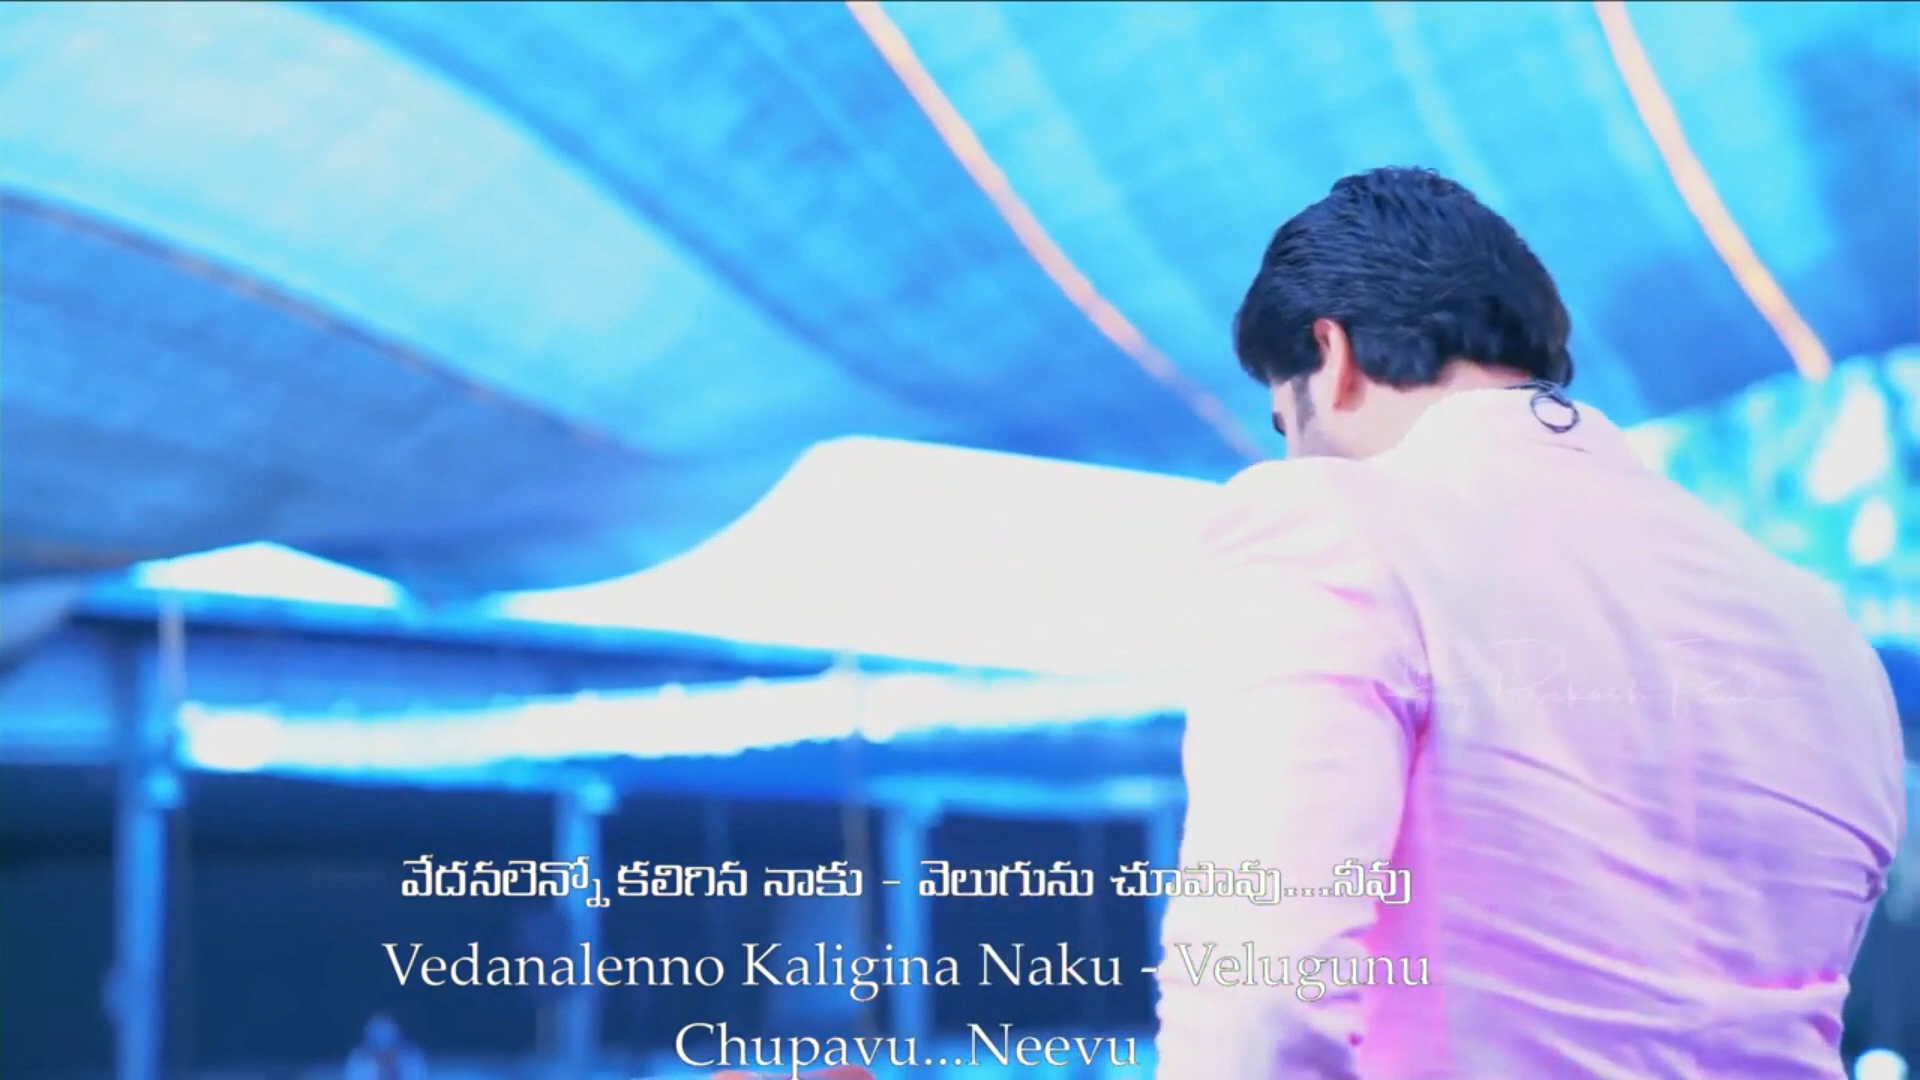 వేదనలెన్నో కలిగిన నాకు - వెలుగును చూపావు...నీవు
Vedanalenno Kaligina Naku - Velugunu
Chupavu...Neevu